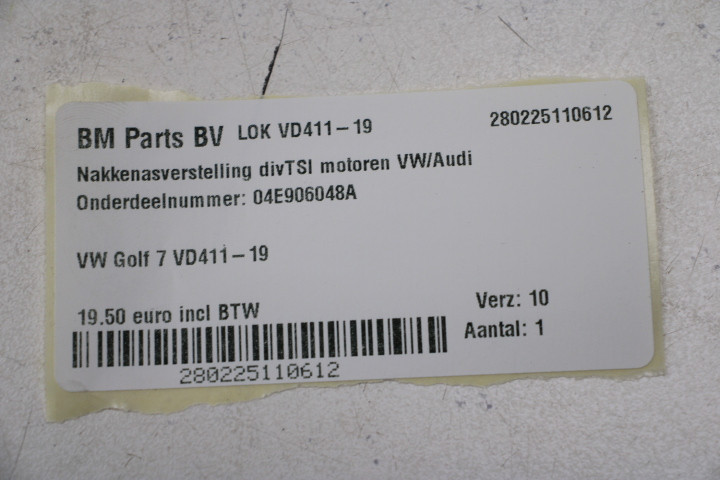 BM Parts BV LOK VD411-19 280225110612
Nakkenasverstelling divTSI motoren VW/Audi
Onderdeelnummer: 04E906048A
VW Golf 7 VD411-19
19.50 euro incl BTW
Verz: 10
Aantal: 1
280225110612